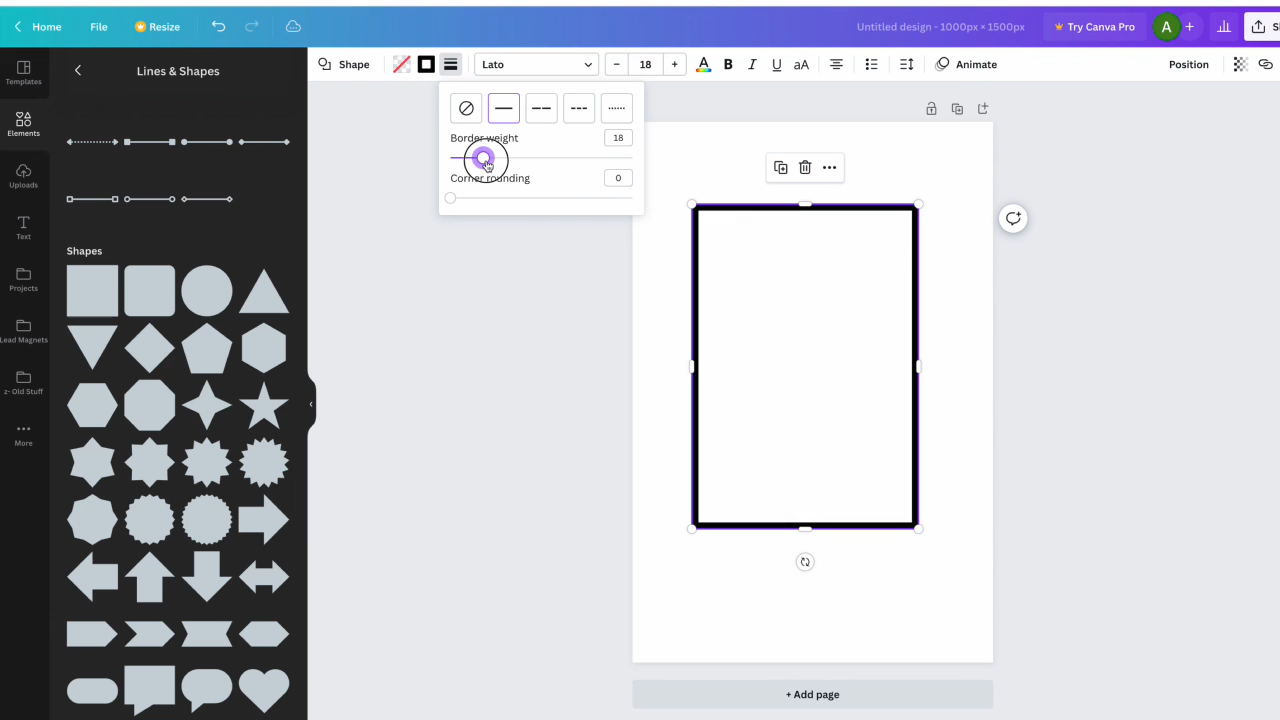 Home File Resize Untitled design - 1000px × 1500px Try Canva Pro A +
Templates
Elements
Uploads
Text
Projects
Lead Magnets
z- Old Stuff
More
Lines & Shapes
Shapes
Shape Lato − 18 + A B I U aA Animate Position
Border weight 18
Corner rounding 0
+ Add page